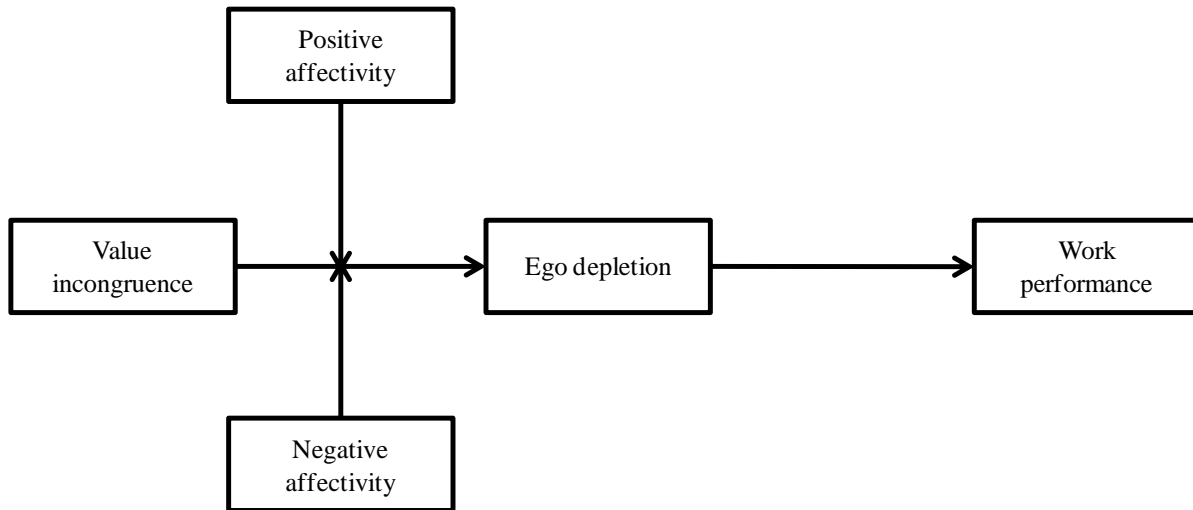 Positive
affectivity
Value
incongruence
Ego depletion
Work
performance
Negative
affectivity